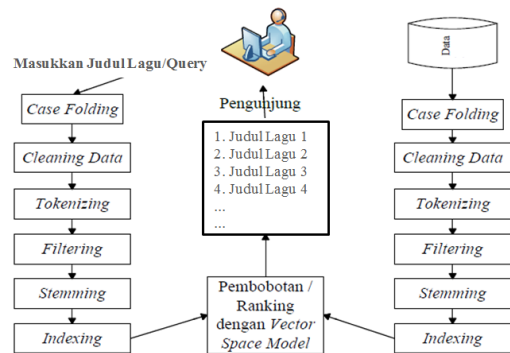 Masukkan Judul Lagu/Query
Case Folding
Cleaning Data
Tokenizing
Filtering
Stemming
Indexing
Pengunjung
1. Judul Lagu 1
2. Judul Lagu 2
3. Judul Lagu 3
4. Judul Lagu 4
...
...
Pembobotan /
Ranking
dengan Vector
Space Model
Data
Case Folding
Cleaning Data
Tokenizing
Filtering
Stemming
Indexing